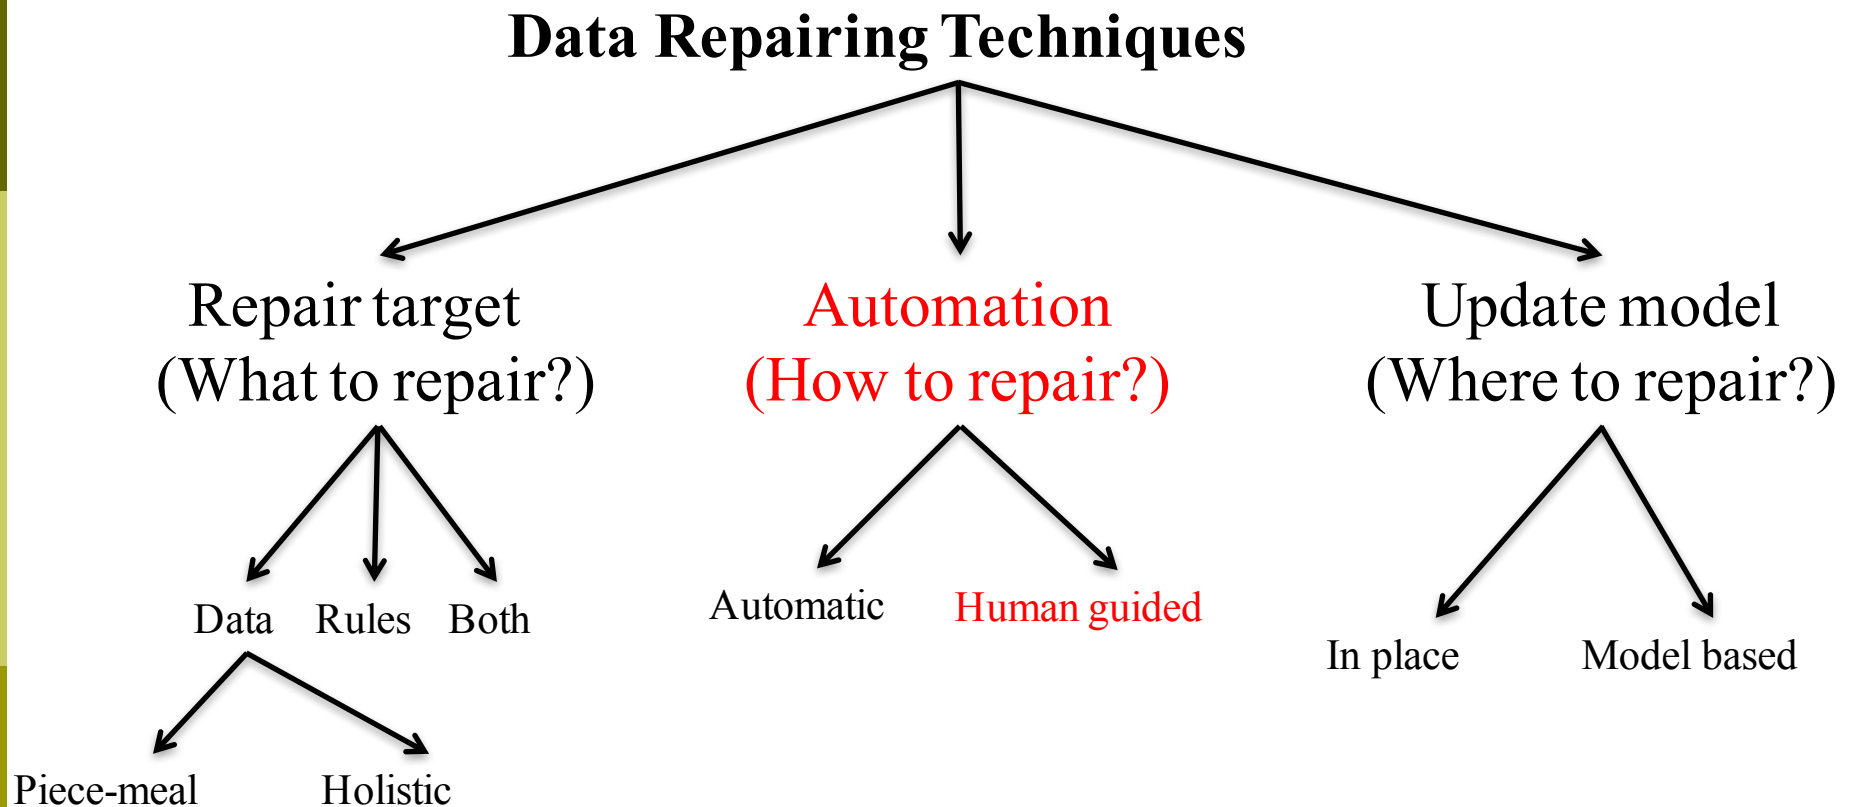 Data Repairing Techniques
Repair target
(What to repair?)
Automation
(How to repair?)
Update model
(Where to repair?)
Data
Rules
Both
Automatic
Human guided
In place
Model based
Piece-meal
Holistic